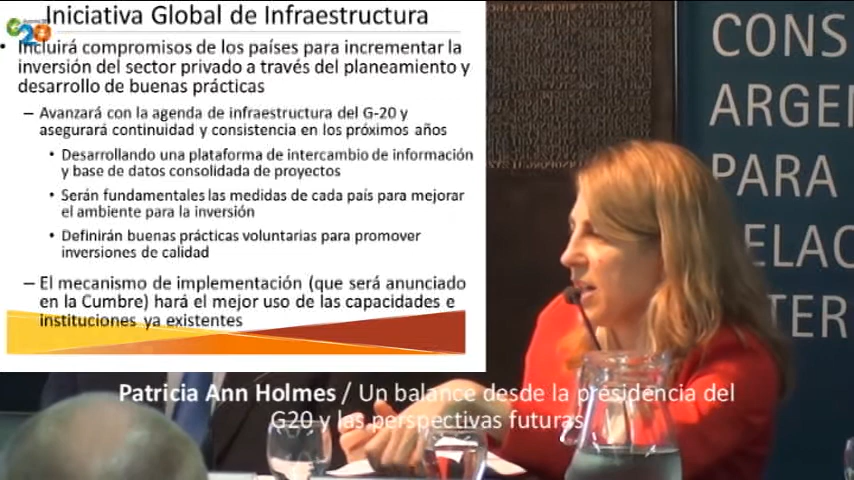 Iniciativa Global de Infraestructura
G20
• Incluirá compromisos de los países para incrementar la
inversión del sector privado a través del planeamiento y
desarrollo de buenas prácticas
– Avanzará con la agenda de infraestructura del G-20 y
asegurará continuidad y consistencia en los próximos años
• Desarrollando una plataforma de intercambio de información
y base de datos consolidada de proyectos
• Serán fundamentales las medidas de cada país para mejorar
el ambiente para la inversión
• Definirán buenas prácticas voluntarias para promover
inversiones de calidad
– El mecanismo de implementación (que será anunciado
en la Cumbre) hará el mejor uso de las capacidades e
instituciones ya existentes
CONS
ARGEN
PARA
ELAC
TER
Patricia Ann Holmes / Un balance desde la presidencia del
G20 y las perspectivas futuras